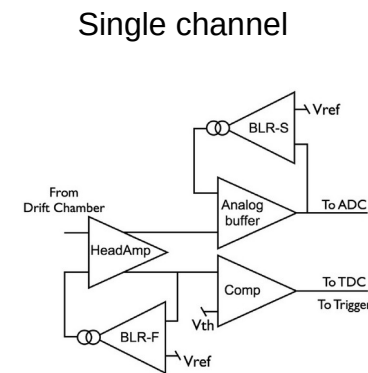 Single channel
Vref
BLR-S
From
Drift Chamber
Analog
buffer
To ADC
HeadAmp
Comp
To TDC
To Trigger
Vth
BLR-F
Vref